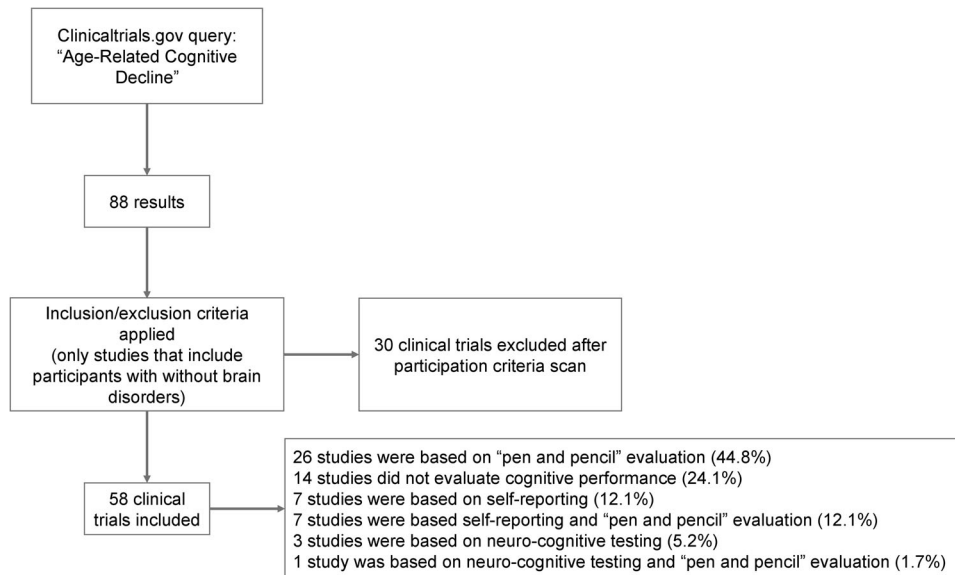 Clinicaltrials.gov query:
“Age-Related Cognitive
Decline”
88 results
Inclusion/exclusion criteria
applied
(only studies that include
participants with without brain
disorders)
30 clinical trials excluded after
participation criteria scan
58 clinical
trials included
26 studies were based on “pen and pencil” evaluation (44.8%)
14 studies did not evaluate cognitive performance (24.1%)
7 studies were based on self-reporting (12.1%)
7 studies were based self-reporting and “pen and pencil” evaluation (12.1%)
3 studies were based on neuro-cognitive testing (5.2%)
1 study was based on neuro-cognitive testing and “pen and pencil” evaluation (1.7%)